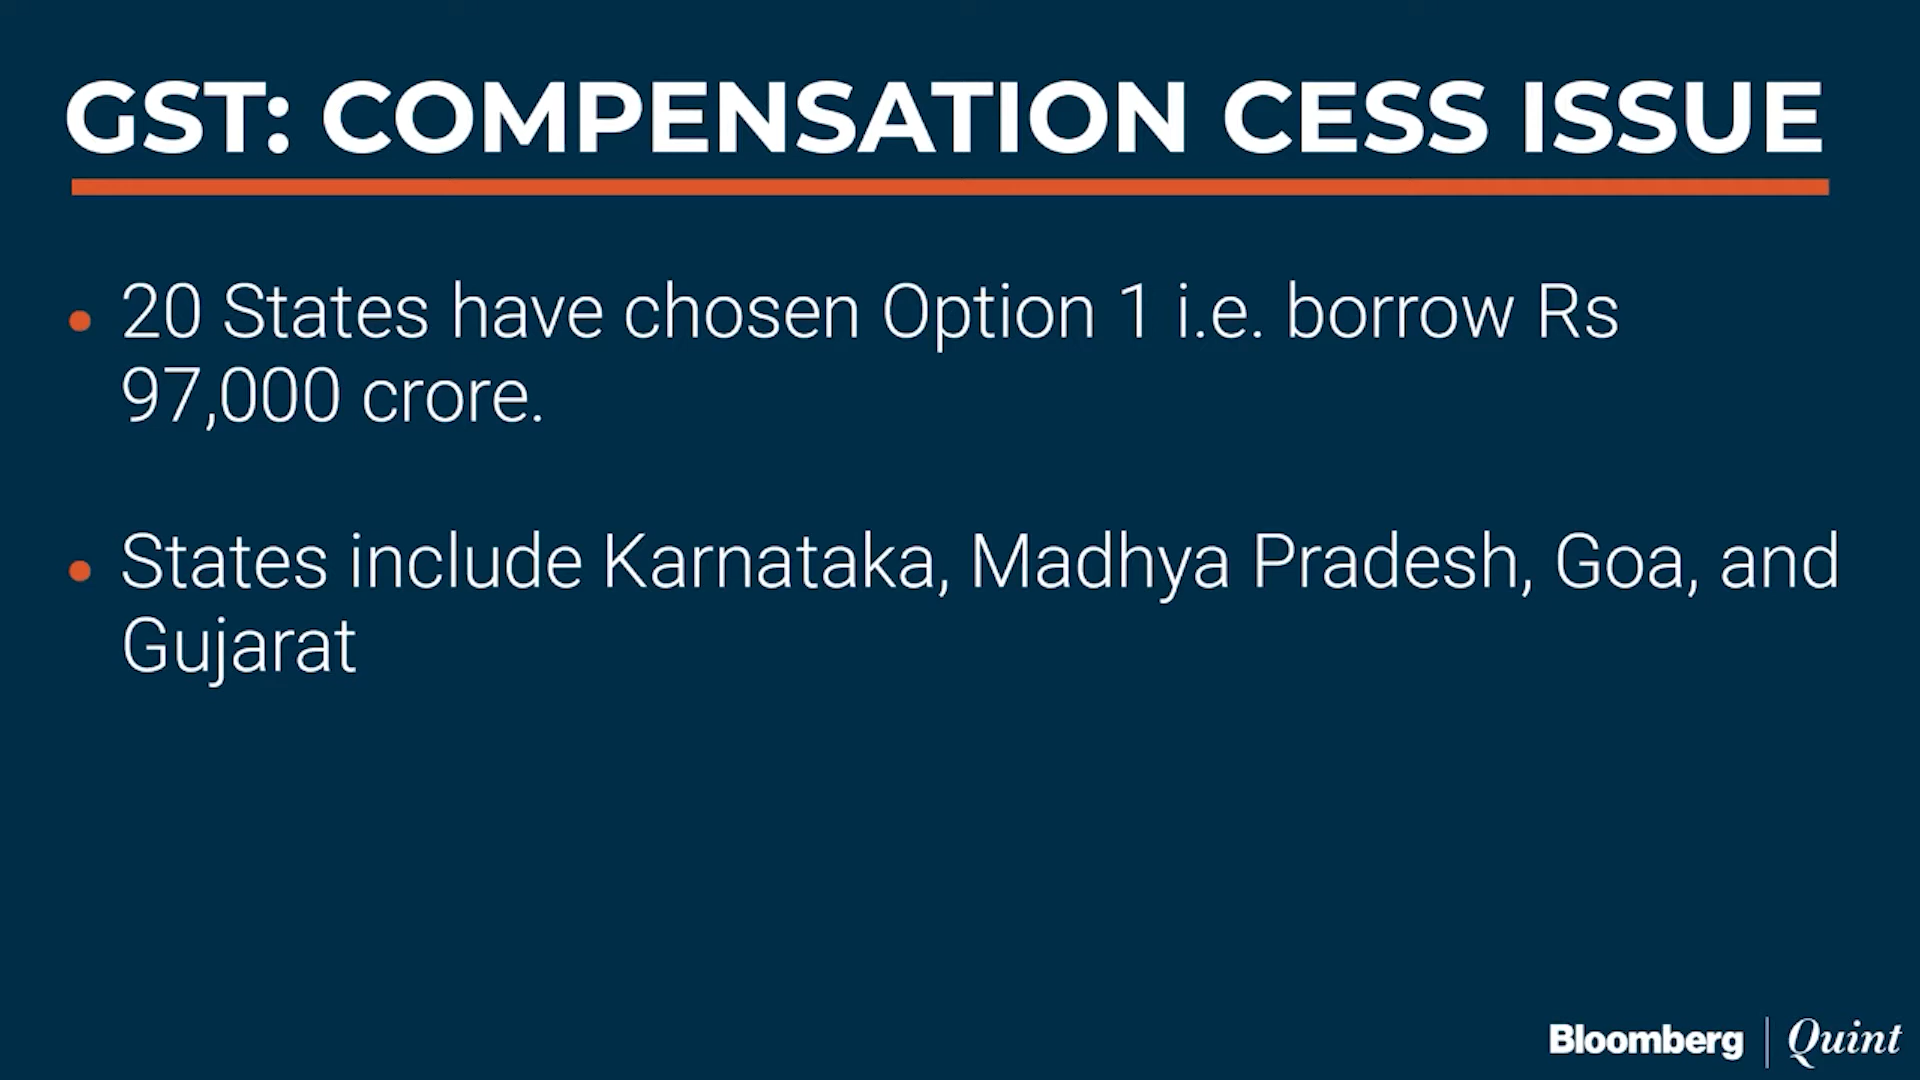 GST: COMPENSATION CESS ISSUE
• 20 States have chosen Option 1 i.e. borrow Rs
97,000 crore.
• States include Karnataka, Madhya Pradesh, Goa, and
Gujarat
Bloomberg | Quint